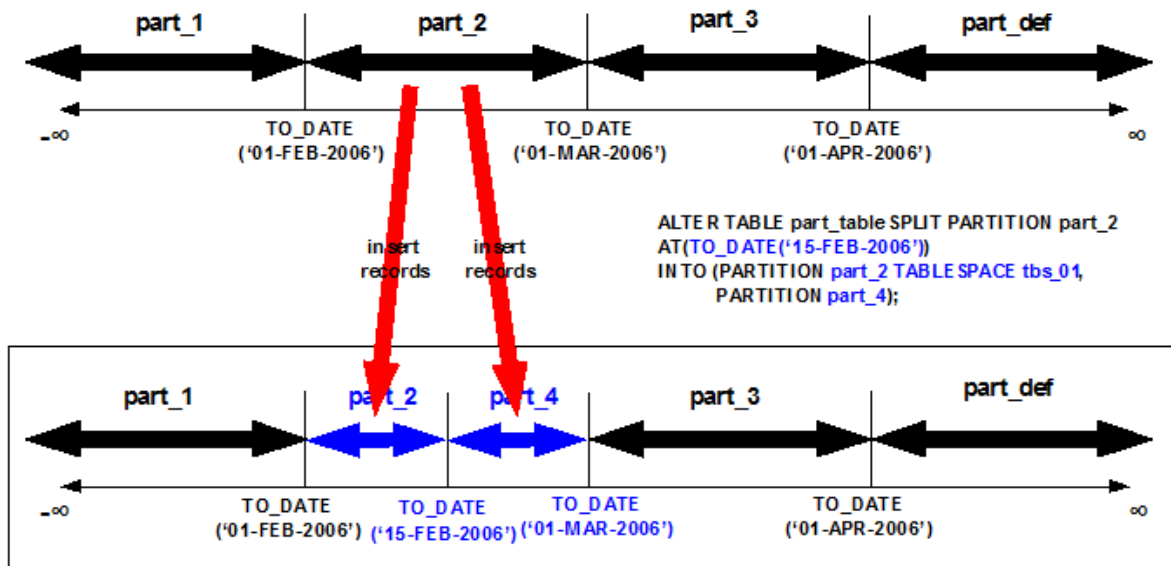 part_1
part_2
part_3
part_def
-∞
TO_DATE
('01-FEB-2006')
TO_DATE
('01-MAR-2006')
TO_DATE
('01-APR-2006')
∞
insert
records
insert
records
ALTER TABLE part_table SPLIT PARTITION part_2
AT(TO_DATE('15-FEB-2006'))
INTO (PARTITION part_2 TABLESPACE tbs_01,
PARTITION part_4);
part_1
part_2
part_4
part_3
part_def
-∞
TO_DATE
('01-FEB-2006')
TO_DATE
('15-FEB-2006')
TO_DATE
('01-MAR-2006')
TO_DATE
('01-APR-2006')
∞